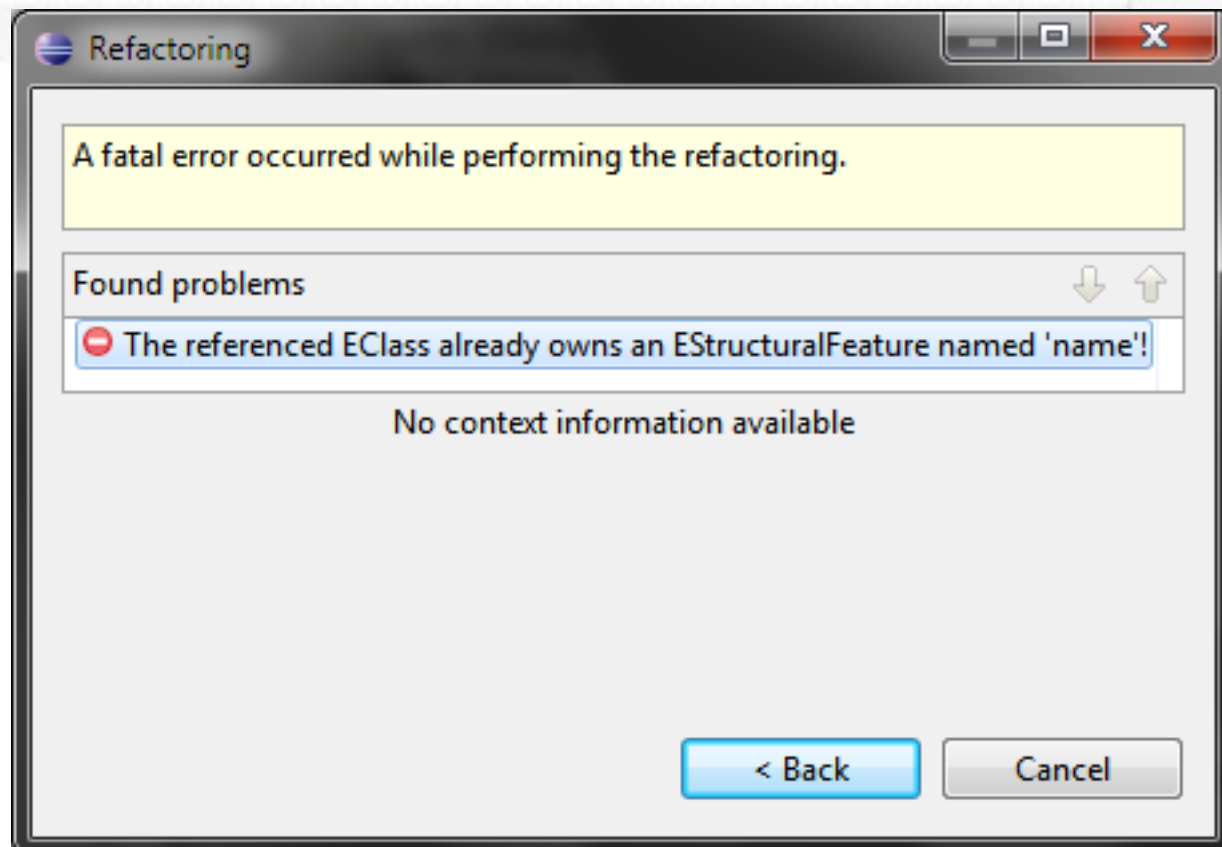 Refactoring
A fatal error occurred while performing the refactoring.
Found problems
The referenced EClass already owns an EStructuralFeature named 'name'!
No context information available
< Back
Cancel